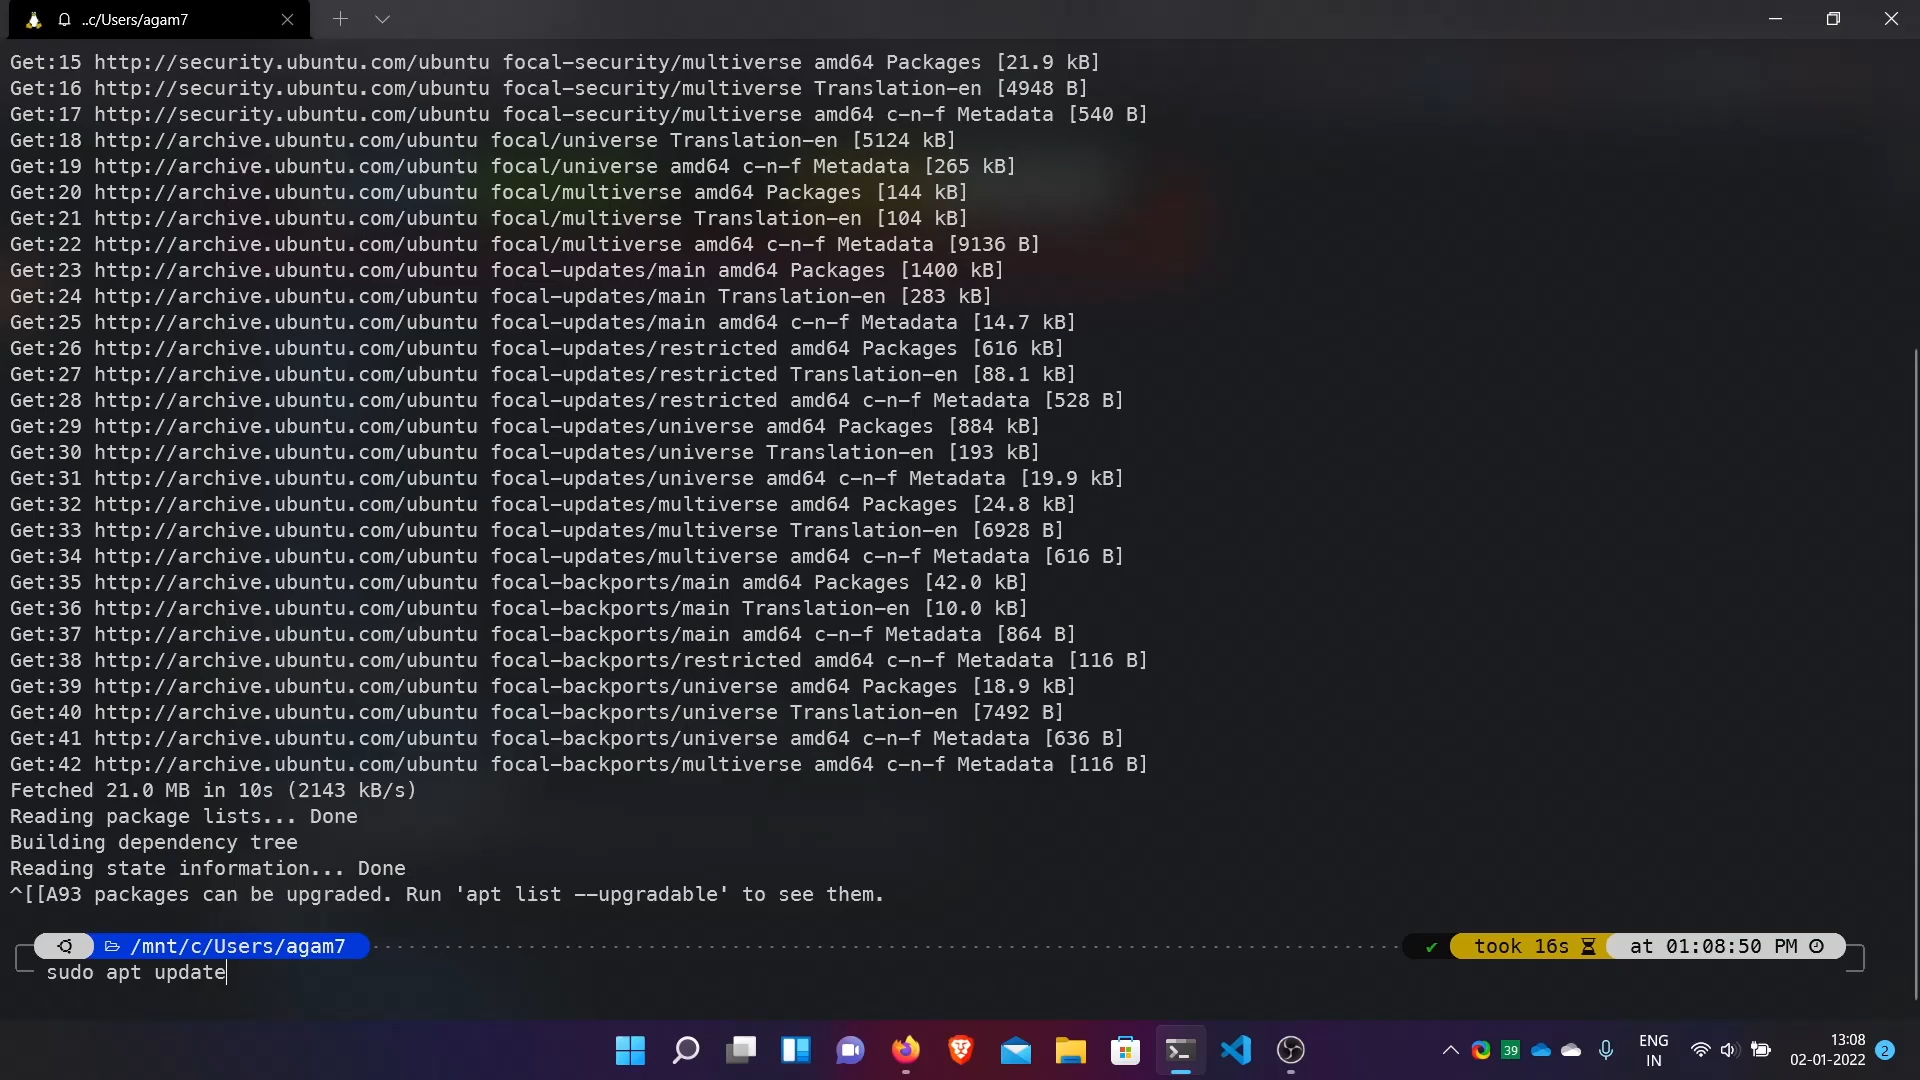 ..c/Users/agam7
Get:15 http://security.ubuntu.com/ubuntu focal-security/multiverse amd64 Packages [21.9 kB]
Get:16 http://security.ubuntu.com/ubuntu focal-security/multiverse Translation-en [4948 B]
Get:17 http://security.ubuntu.com/ubuntu focal-security/multiverse amd64 c-n-f Metadata [540 B]
Get:18 http://archive.ubuntu.com/ubuntu focal/universe Translation-en [5124 kB]
Get:19 http://archive.ubuntu.com/ubuntu focal/universe amd64 c-n-f Metadata [265 kB]
Get:20 http://archive.ubuntu.com/ubuntu focal/multiverse amd64 Packages [144 kB]
Get:21 http://archive.ubuntu.com/ubuntu focal/multiverse Translation-en [104 kB]
Get:22 http://archive.ubuntu.com/ubuntu focal/multiverse amd64 c-n-f Metadata [9136 B]
Get:23 http://archive.ubuntu.com/ubuntu focal-updates/main amd64 Packages [1400 kB]
Get:24 http://archive.ubuntu.com/ubuntu focal-updates/main Translation-en [283 kB]
Get:25 http://archive.ubuntu.com/ubuntu focal-updates/main amd64 c-n-f Metadata [14.7 kB]
Get:26 http://archive.ubuntu.com/ubuntu focal-updates/restricted amd64 Packages [616 kB]
Get:27 http://archive.ubuntu.com/ubuntu focal-updates/restricted Translation-en [88.1 kB]
Get:28 http://archive.ubuntu.com/ubuntu focal-updates/restricted amd64 c-n-f Metadata [528 B]
Get:29 http://archive.ubuntu.com/ubuntu focal-updates/universe amd64 Packages [884 kB]
Get:30 http://archive.ubuntu.com/ubuntu focal-updates/universe Translation-en [193 kB]
Get:31 http://archive.ubuntu.com/ubuntu focal-updates/universe amd64 c-n-f Metadata [19.9 kB]
Get:32 http://archive.ubuntu.com/ubuntu focal-updates/multiverse amd64 Packages [24.8 kB]
Get:33 http://archive.ubuntu.com/ubuntu focal-updates/multiverse Translation-en [6928 B]
Get:34 http://archive.ubuntu.com/ubuntu focal-updates/multiverse amd64 c-n-f Metadata [616 B]
Get:35 http://archive.ubuntu.com/ubuntu focal-backports/main amd64 Packages [42.0 kB]
Get:36 http://archive.ubuntu.com/ubuntu focal-backports/main Translation-en [10.0 kB]
Get:37 http://archive.ubuntu.com/ubuntu focal-backports/main amd64 c-n-f Metadata [864 B]
Get:38 http://archive.ubuntu.com/ubuntu focal-backports/restricted amd64 c-n-f Metadata [116 B]
Get:39 http://archive.ubuntu.com/ubuntu focal-backports/universe amd64 Packages [18.9 kB]
Get:40 http://archive.ubuntu.com/ubuntu focal-backports/universe Translation-en [7492 B]
Get:41 http://archive.ubuntu.com/ubuntu focal-backports/universe amd64 c-n-f Metadata [636 B]
Get:42 http://archive.ubuntu.com/ubuntu focal-backports/multiverse amd64 c-n-f Metadata [116 B]
Fetched 21.0 MB in 10s (2143 kB/s)
Reading package lists... Done
Building dependency tree
Reading state information... Done
^[[A93 packages can be upgraded. Run 'apt list --upgradable' to see them.
/mnt/c/Users/agam7 ✔ took 16s at 01:08:50 PM
sudo apt update
39
ENG
IN
13:08
02-01-2022
2